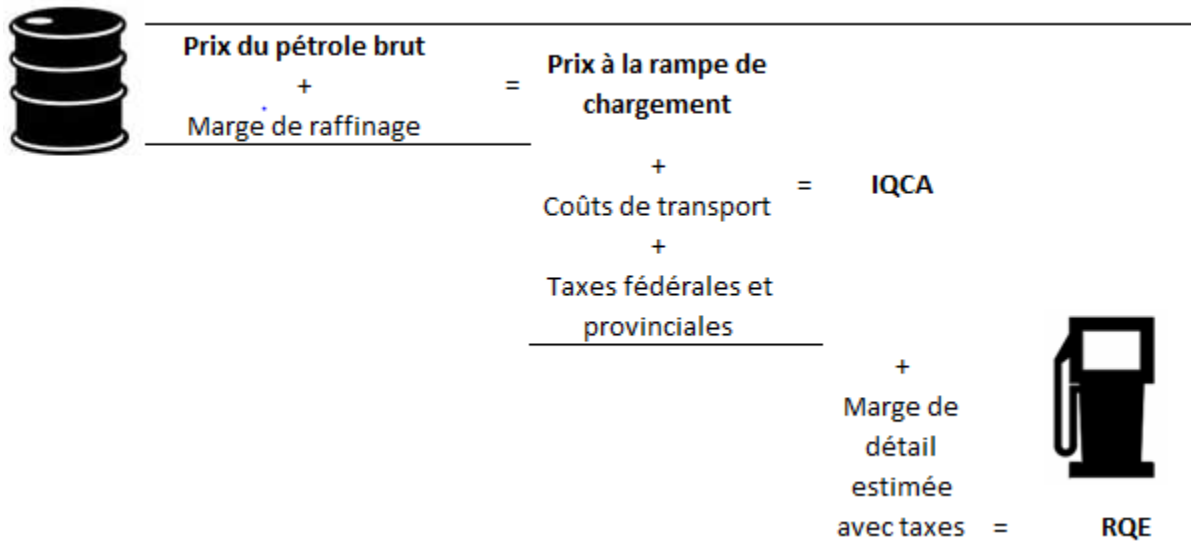 Prix du pétrole brut
+
Marge de raffinage
=
Prix à la rampe de
chargement
+
Coûts de transport
+
Taxes fédérales et
provinciales
=
IQCA
+
Marge de
détail
estimée
avec taxes
=
RQE